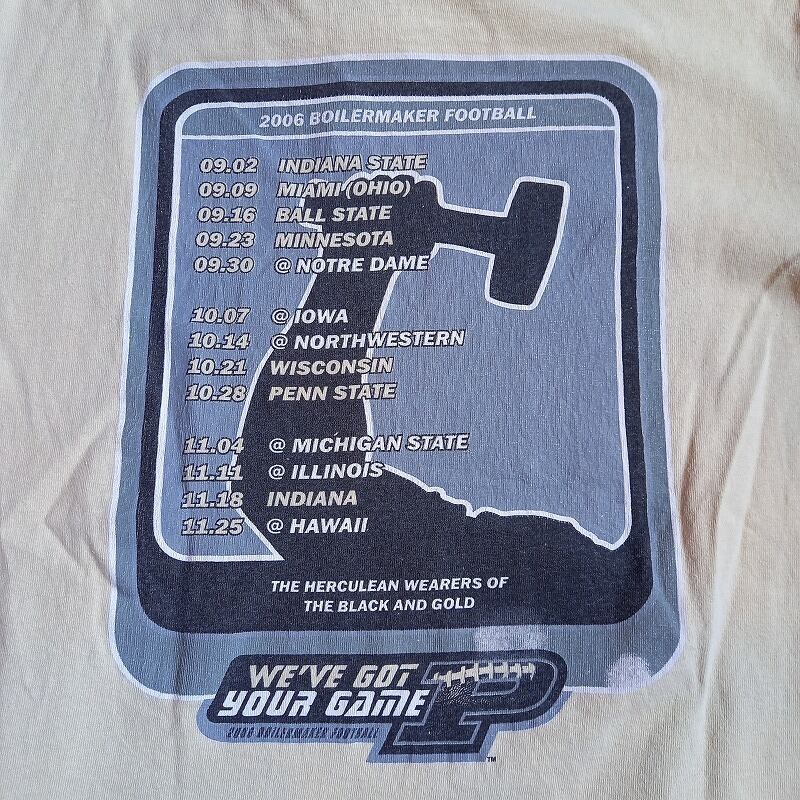 2006 BOILERMAKER FOOTBALL
09.02 INDIANA STATE
09.09 MIAMI (OHIO)
09.16 BALL STATE
09.23 MINNESOTA
09.30 @ NOTRE DAME
10.07 @ IOWA
10.14 @ NORTHWESTERN
10.21 WISCONSIN
10.28 PENN STATE
11.04 @ MICHIGAN STATE
11.11 @ ILLINOIS
11.18 INDIANA
11.25 @ HAWAII
THE HERCULEAN WEARERS OF
THE BLACK AND GOLD
WE'VE GOT
YOUR GAME P
2006 BOILERMAKER FOOTBALL
TM